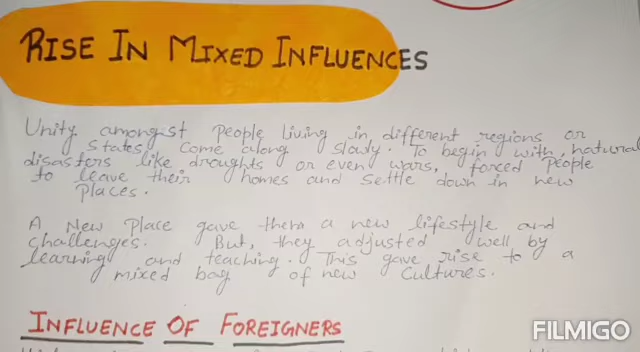 RISE IN MIXED INFLUENCES
Unity amongst People living in different regions or
States come along slowly. To begin with, natural
disasters like droughts or even wars, forced People
to leave their homes and settle down in new
Places.
A New Place gave them a new lifestyle and
challenges. But, they adjusted well by
learning and teaching. This gave rise to a
mixed bag of new Cultures.
INFLUENCE OF FOREIGNERS
FILMIGO